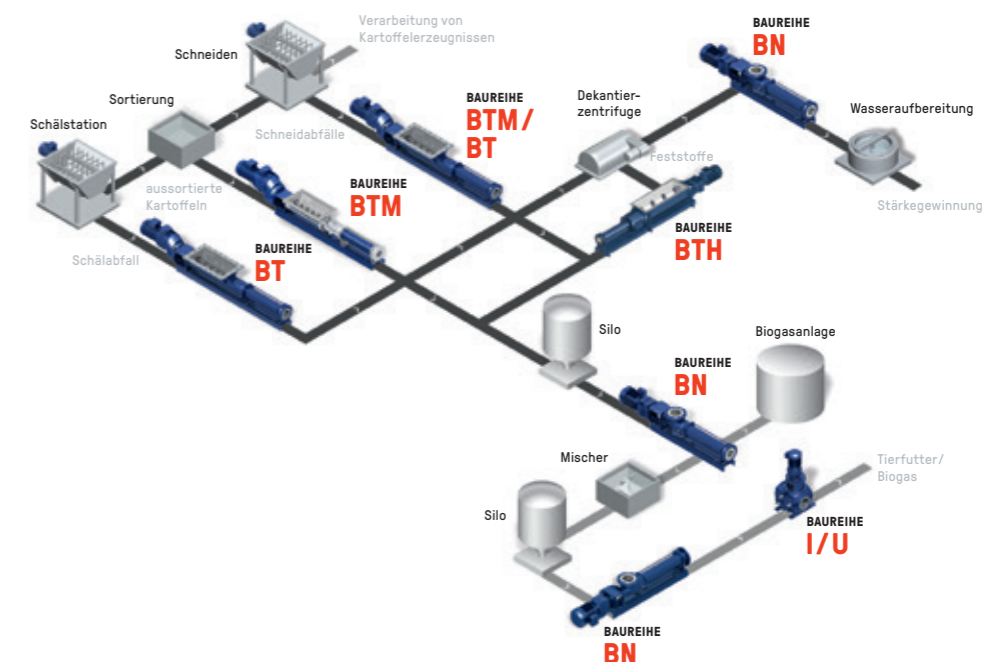 Verarbeitung von
Kartoffelerzeugnissen
Schneiden
BAUREIHE
BN
Sortierung
BAUREIHE
BTM /
BT
Dekantier-
zentrifuge
Wasseraufbereitung
Schälstation
Schneidabfälle
Feststoffe
aussortierte
Kartoffeln
BAUREIHE
BTM
Stärkegewinnung
BAUREIHE
BTH
Schälabfall
BAUREIHE
BT
Silo
Biogasanlage
BAUREIHE
BN
Mischer
Tierfutter/
Biogas
Silo
BAUREIHE
I / U
BAUREIHE
BN